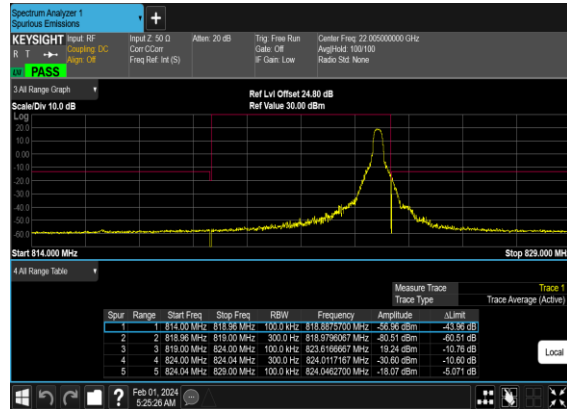 Spectrum Analyzer 1
Spurious Emissions
KEYSIGHT Input: RF Input Z: 50 Ω Atten: 20 dB Trig: Free Run Center Freq: 22.005000000 GHz
R T Coupling: DC Corr CCorr Gate: Off Avg|Hold: 100/100
Align: Off Freq Ref: Int (S) IF Gain: Low Radio Std: None
PASS
3 All Range Graph Ref Lvl Offset 24.80 dB
Scale/Div 10.0 dB Ref Value 30.00 dBm
Log
20.0
10.0
0.00
-10.0
-20.0
-30.0
-40.0
-50.0
-60.0
Start 814.000 MHz Stop 829.000 MH
4 All Range Table
Measure Trace Trace 1
Trace Type Trace Average (Active)
Spur Range Start Freq Stop Freq RBW Frequency Amplitude ΔLimit
1 1 814.00 MHz 818.96 MHz 100.0 kHz 818.8875700 MHz -56.96 dBm -43.96 dB
2 2 818.96 MHz 819.00 MHz 300.0 Hz 818.9796067 MHz -80.51 dBm -60.51 dB
3 3 819.00 MHz 824.00 MHz 100.0 kHz 823.6166667 MHz 19.24 dBm -10.76 dB
4 4 824.00 MHz 824.04 MHz 300.0 Hz 824.0117167 MHz -30.60 dBm -10.60 dB
5 5 824.04 MHz 829.00 MHz 100.0 kHz 824.0462700 MHz -18.07 dBm -5.071 dB
Local
Feb 01, 2024
5:25:26 AM